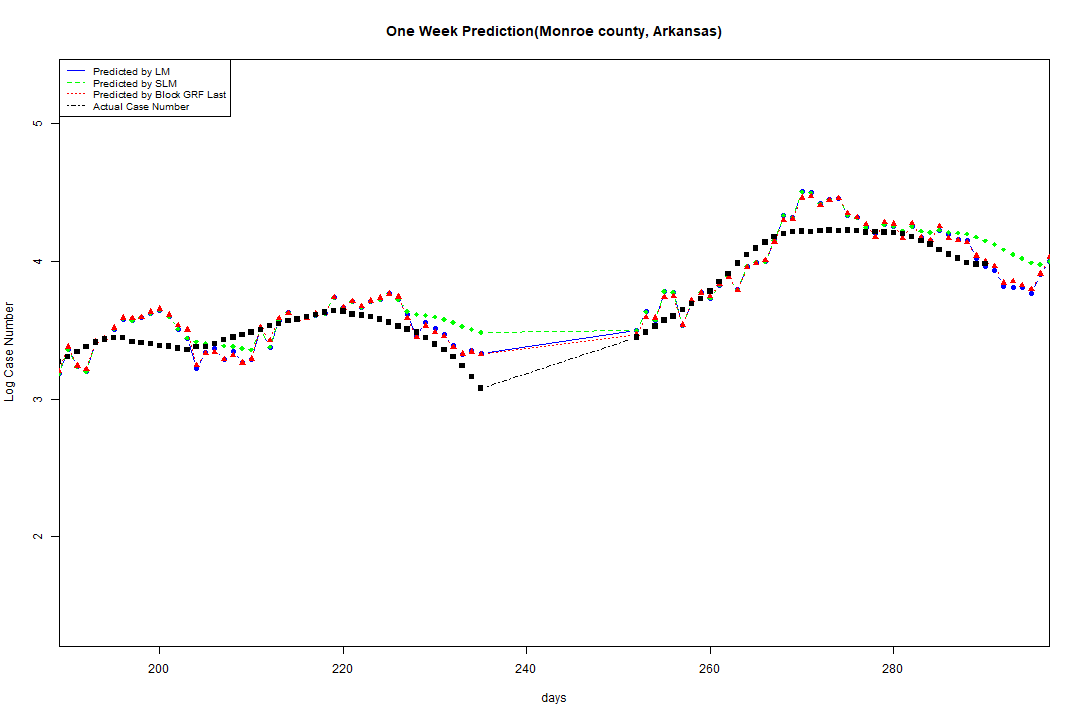 One Week Prediction(Monroe county, Arkansas)
Predicted by LM
Predicted by SLM
Predicted by Block GRF Last
Actual Case Number
5
4
3
2
Log Case Number
200 220 240 260 280
days